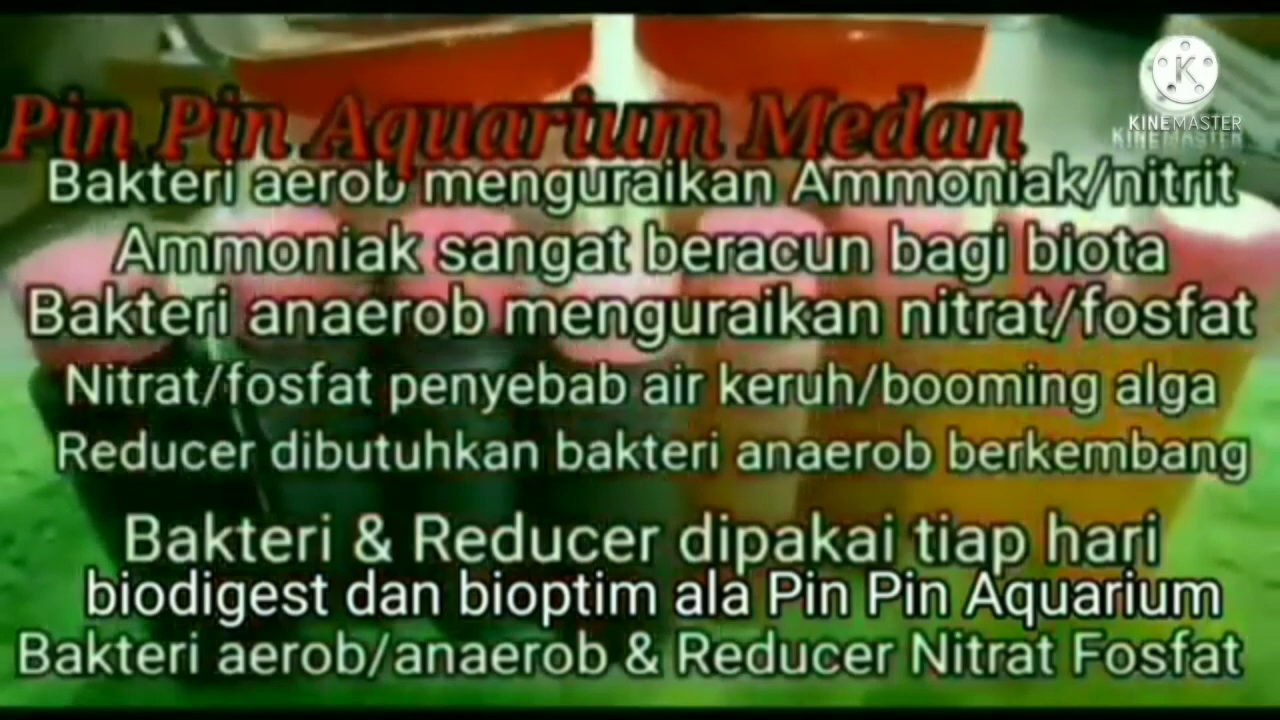 Pin Pin Aquarium Medan
KINEMASTER
KINEMASTER
Bakteri aerob menguraikan Ammoniak/nitrit
Ammoniak sangat beracun bagi biota
Bakteri anaerob menguraikan nitrat/fosfat
Nitrat/fosfat penyebab air keruh/booming alga
Reducer dibutuhkan bakteri anaerob berkembang
Bakteri & Reducer dipakai tiap hari
biodigest dan bioptim ala Pin Pin Aquarium
Bakteri aerob/anaerob & Reducer Nitrat Fosfat